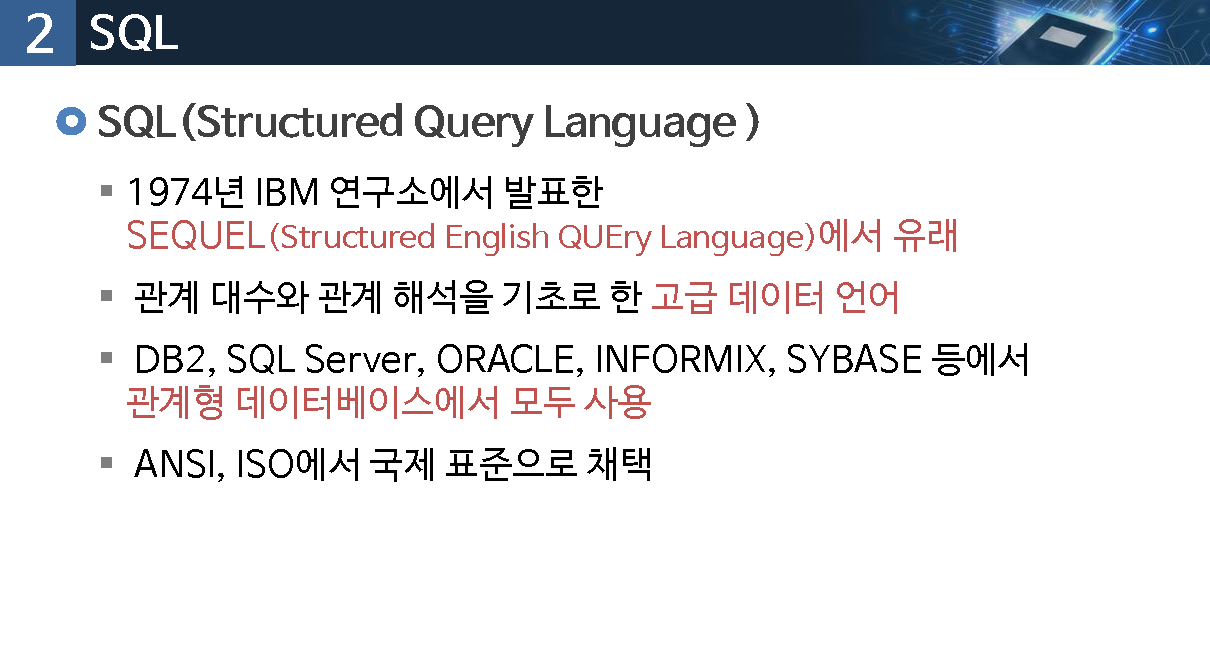 2 SQL
SQL(Structured Query Language )
▪ 1974년 IBM 연구소에서 발표한
SEQUEL(Structured English QUEry Language)에서 유래
▪ 관계 대수와 관계 해석을 기초로 한 고급 데이터 언어
▪ DB2, SQL Server, ORACLE, INFORMIX, SYBASE 등에서
관계형 데이터베이스에서 모두 사용
▪ ANSI, ISO에서 국제 표준으로 채택